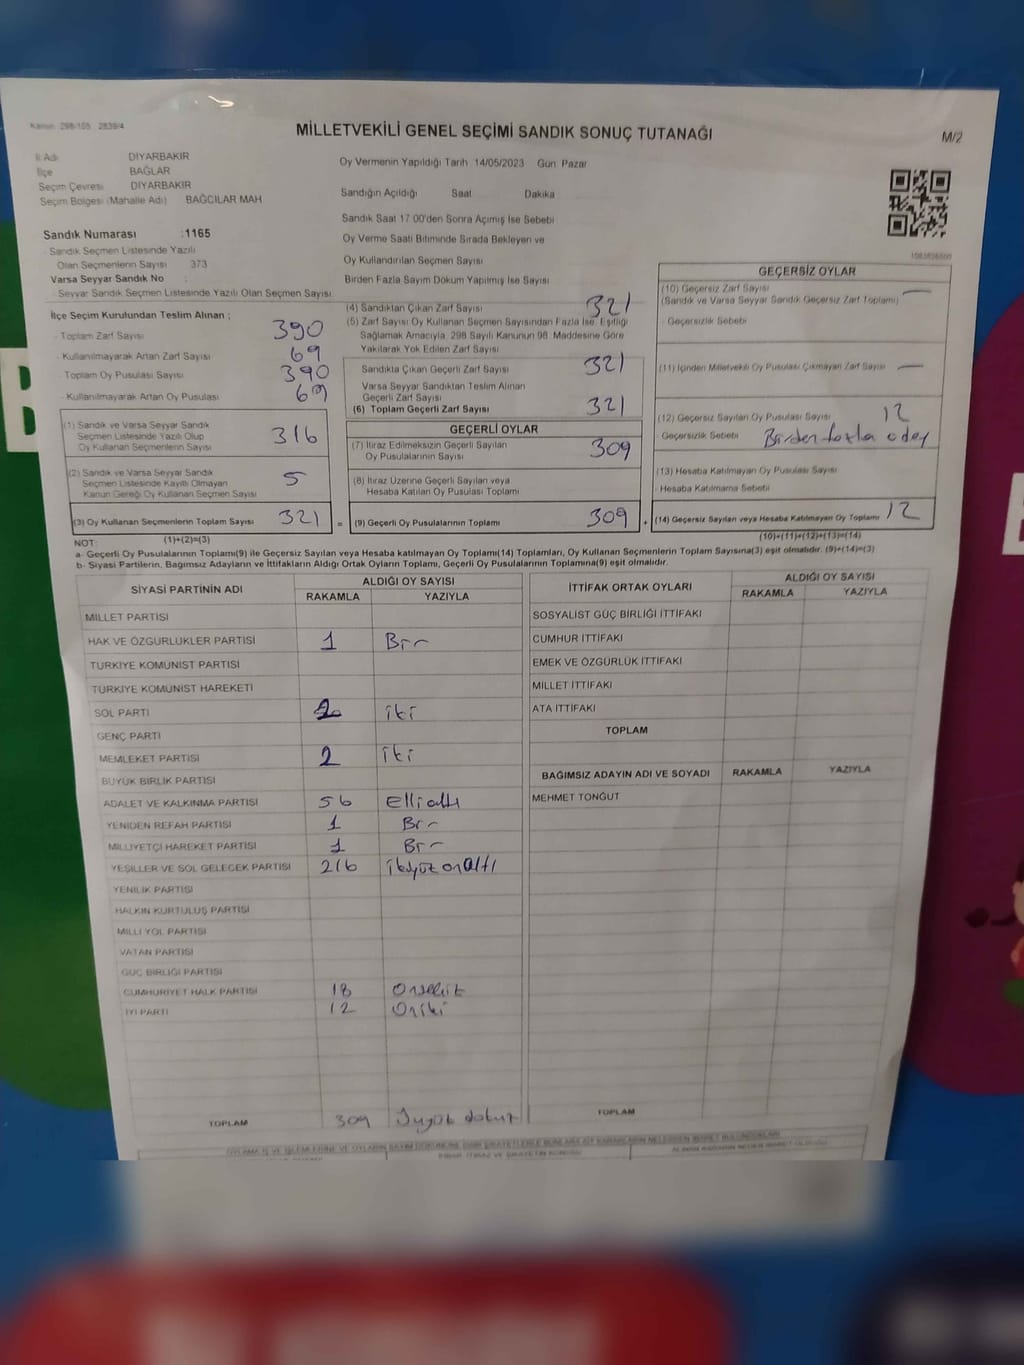 Kanun: 298/105 2839/4
MİLLETVEKİLİ GENEL SEÇİMİ SANDIK SONUÇ TUTANAĞI
M/2
İl Adı DİYARBAKIR
İlçe BAĞLAR
Seçim Çevresi DİYARBAKIR
Seçim Bölgesi (Mahalle Adı) BAĞCILAR MAH
Oy Vermenin Yapıldığı Tarih 14/05/2023 Gün: Pazar
Sandığın Açıldığı Saat Dakika
Sandık Saat 17:00'den Sonra Açımış İse Sebebi
Oy Verme Saati Bitiminde Sırada Bekleyen ve
Oy Kullandırılan Seçmen Sayısı
Birden Fazla Sayım Döküm Yapılmış İse Sayısı
Sandık Numarası :1165
- Sandık Seçmen Listesinde Yazılı
Olan Seçmenlerin Sayısı 373
Varsa Seyyar Sandık No :
- Seyyar Sandık Seçmen Listesinde Yazılı Olan Seçmen Sayısı:
İlçe Seçim Kurulundan Teslim Alınan ;
- Toplam Zarf Sayısı 390
- Kullanılmayarak Artan Zarf Sayısı 69
- Toplam Oy Pusulası Sayısı 390
- Kullanılmayarak Artan Oy Pusulası 69
(1) Sandık ve Varsa Seyyar Sandık
Seçmen Listesinde Yazılı Olup
Oy Kullanan Seçmenlerin Sayısı 316
(2) Sandık ve Varsa Seyyar Sandık
Seçmen Listesinde Kayıtlı Olmayan
Kanun Gereği Oy Kullanan Seçmen Sayısı 5
(3) Oy Kullanan Seçmenlerin Toplam Sayısı 321 =
(1)+(2)=(3)
(4) Sandıktan Çıkan Zarf Sayısı 321
(5) Zarf Sayısı Oy Kullanan Seçmen Sayısından Fazla İse, Eşitliği
Sağlamak Amacıyla, 298 Sayılı Kanunun 98. Maddesine Göre
Yakılarak Yok Edilen Zarf Sayısı
Sandıkta Çıkan Geçerli Zarf Sayısı 321
Varsa Seyyar Sandıktan Teslim Alınan
Geçerli Zarf Sayısı
(6) Toplam Geçerli Zarf Sayısı 321
GEÇERLİ OYLAR
(7) İtiraz Edilmeksizin Geçerli Sayılan
Oy Pusulalarının Sayısı 309
(8) İtiraz Üzerine Geçerli Sayılan veya
Hesaba Katılan Oy Pusulası Toplamı
(9) Geçerli Oy Pusulalarının Toplamı 309 +
GEÇERSİZ OYLAR
(10) Geçersiz Zarf Sayısı —
(Sandık ve Varsa Seyyar Sandık Geçersiz Zarf Toplamı)
- Geçersizlik Sebebi
(11) İçinden Milletvekili Oy Pusulası Çıkmayan Zarf Sayısı —
(12) Geçersiz Sayılan Oy Pusulası Sayısı 12
- Geçersizlik Sebebi Birden fazla aday
(13) Hesaba Katılmayan Oy Pusulası Sayısı
- Hesaba Katılmama Sebebi
(14) Geçersiz Sayılan veya Hesaba Katılmayan Oy Toplamı 12
(10)+(11)+(12)+(13)=(14)
NOT:
a- Geçerli Oy Pusulalarının Toplamı(9) ile Geçersiz Sayılan veya Hesaba katılmayan Oy Toplamı(14) Toplamları, Oy Kullanan Seçmenlerin Toplam Sayısına(3) eşit olmalıdır. (9)+(14)=(3)
b- Siyasi Partilerin, Bağımsız Adayların ve İttifakların Aldığı Ortak Oyların Toplamı, Geçerli Oy Pusulalarının Toplamına(9) eşit olmalıdır.
SİYASİ PARTİNİN ADI ALDIĞI OY SAYISI
RAKAMLA YAZIYLA
MİLLET PARTİSİ
HAK VE ÖZGÜRLÜKLER PARTİSİ 1 Bir
TÜRKİYE KOMÜNİST PARTİSİ
TÜRKİYE KOMÜNİST HAREKETİ
SOL PARTİ 2 iki
GENÇ PARTİ
MEMLEKET PARTİSİ 2 iki
BÜYÜK BİRLİK PARTİSİ
ADALET VE KALKINMA PARTİSİ 56 elli altı
YENİDEN REFAH PARTİSİ 1 Bir
MİLLİYETÇİ HAREKET PARTİSİ 1 Bir
YEŞİLLER VE SOL GELECEK PARTİSİ 216 ikiyüz onaltı
YENİLİK PARTİSİ
HALKIN KURTULUŞ PARTİSİ
MİLLİ YOL PARTİSİ
VATAN PARTİSİ
GÜÇ BİRLİĞİ PARTİSİ
CUMHURİYET HALK PARTİSİ 18 Onsekiz
İYİ PARTİ 12 Oniki
TOPLAM 309 Üçyüz dokuz
İTTİFAK ORTAK OYLARI ALDIĞI OY SAYISI
RAKAMLA YAZIYLA
SOSYALİST GÜÇ BİRLİĞİ İTTİFAKI
CUMHUR İTTİFAKI
EMEK VE ÖZGÜRLÜK İTTİFAKI
MİLLET İTTİFAKI
ATA İTTİFAKI
TOPLAM
BAĞIMSIZ ADAYIN ADI VE SOYADI RAKAMLA YAZIYLA
MEHMET TONĞUT
TOPLAM